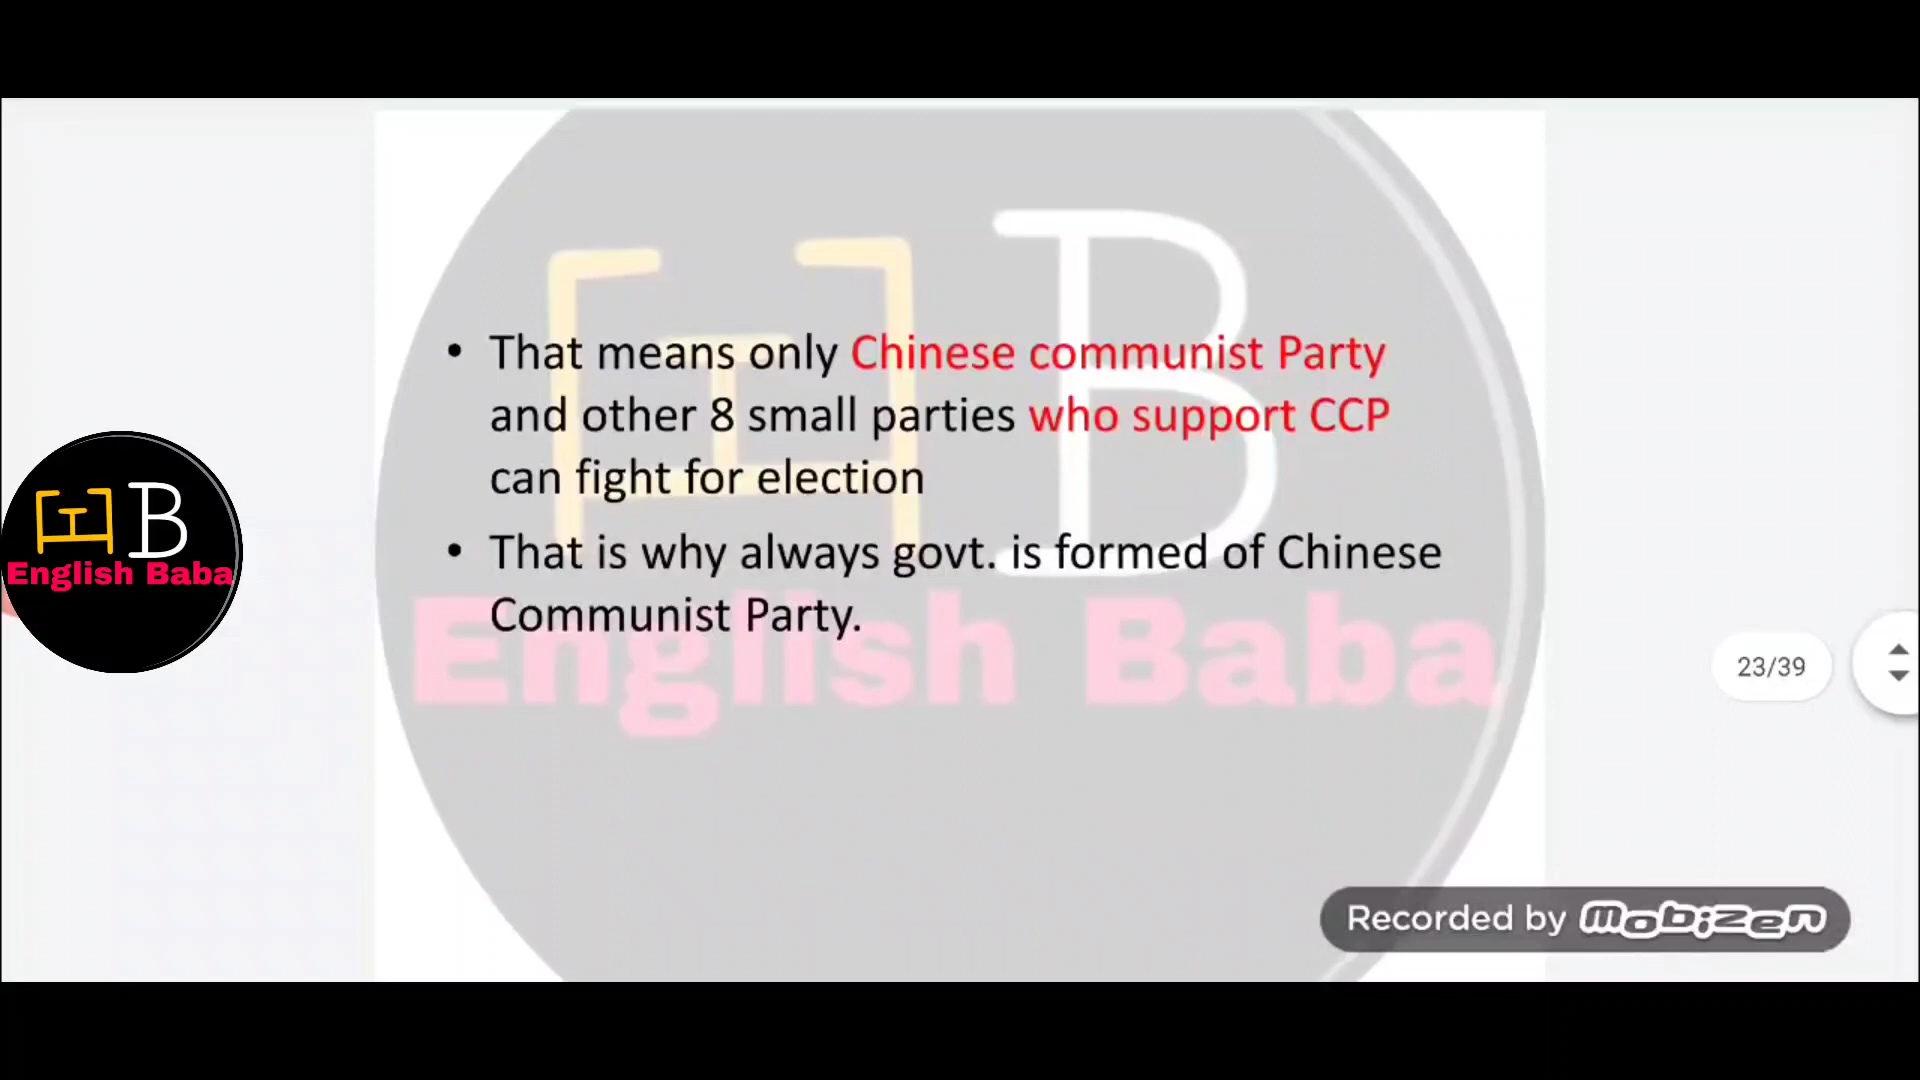 • That means only Chinese communist Party
and other 8 small parties who support CCP
can fight for election
• That is why always govt. is formed of Chinese
Communist Party.
B
English Baba
B
English Baba
23/39
Recorded by mobizen